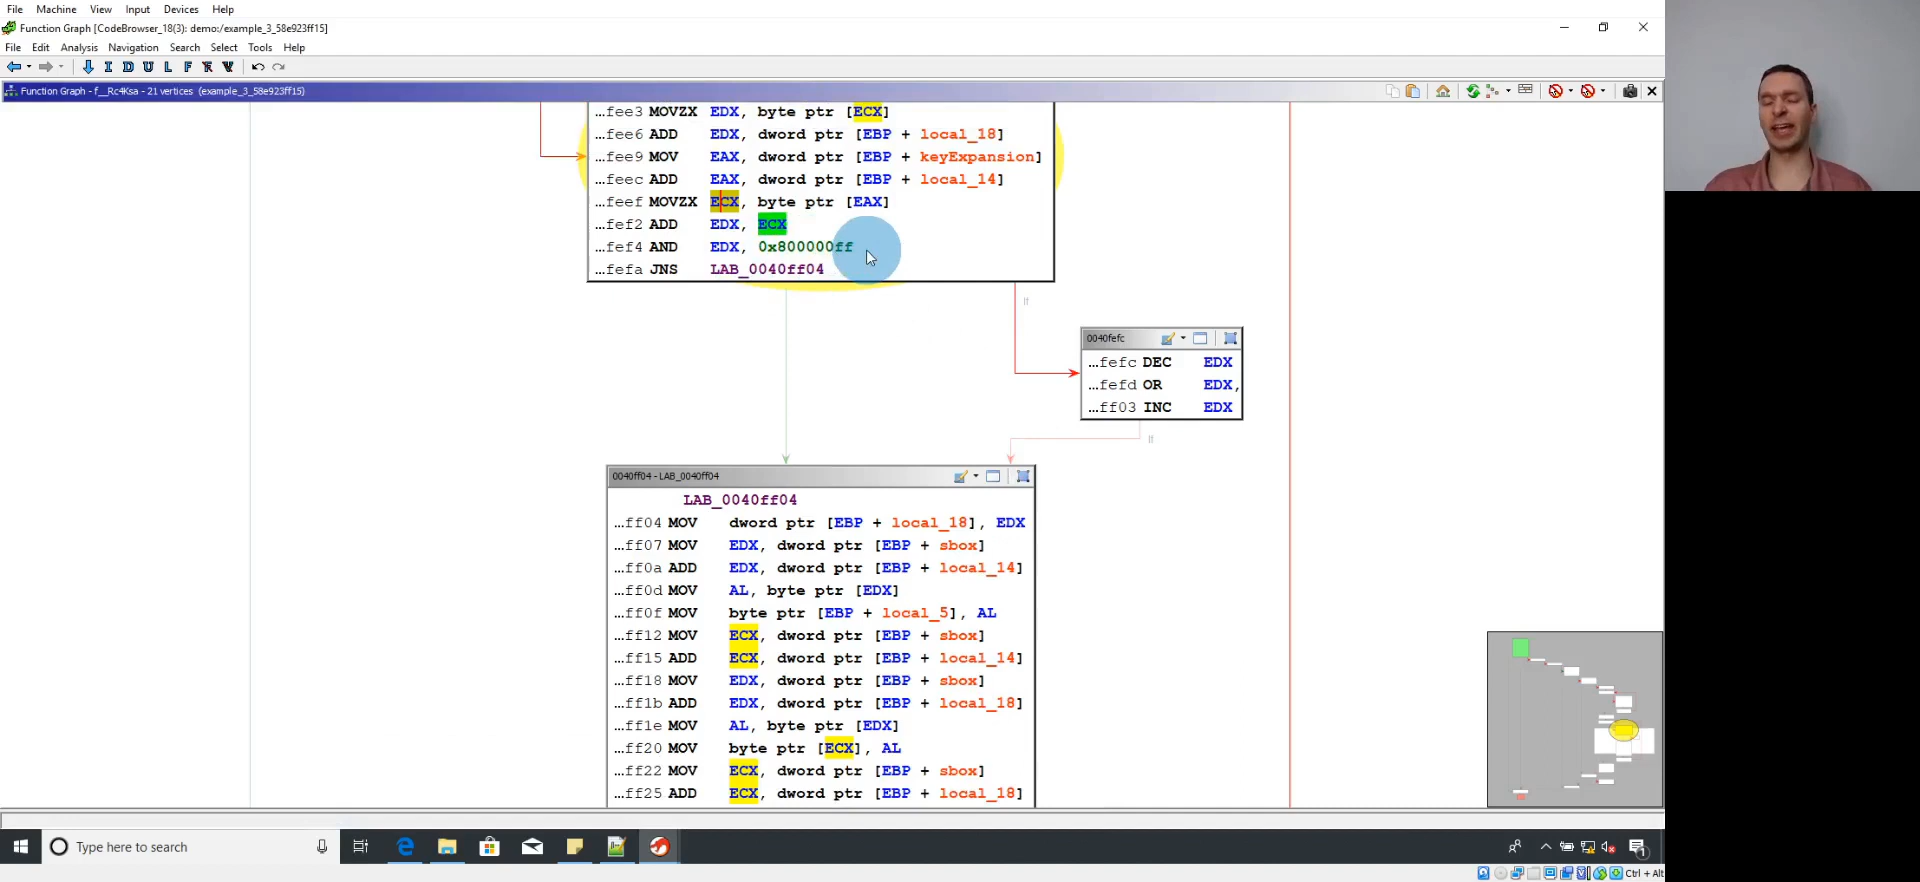 File Machine View Input Devices Help
Function Graph [CodeBrowser_18(3): demo:/example_3_58e923ff15]
File Edit Analysis Navigation Search Select Tools Help
I D U L F
Function Graph - f__Rc4Ksa - 21 vertices (example_3_58e923ff15)
...fee3 MOVZX EDX, byte ptr [ECX]
...fee6 ADD EDX, dword ptr [EBP + local_18]
...fee9 MOV EAX, dword ptr [EBP + keyExpansion]
...feec ADD EAX, dword ptr [EBP + local_14]
...feef MOVZX ECX, byte ptr [EAX]
...fef2 ADD EDX, ECX
...fef4 AND EDX, 0x800000ff
...fefa JNS LAB_0040ff04
If
0040fefc
...fefc DEC EDX
...fefd OR EDX,
...ff03 INC EDX
If
0040ff04 - LAB_0040ff04
LAB_0040ff04
...ff04 MOV dword ptr [EBP + local_18], EDX
...ff07 MOV EDX, dword ptr [EBP + sbox]
...ff0a ADD EDX, dword ptr [EBP + local_14]
...ff0d MOV AL, byte ptr [EDX]
...ff0f MOV byte ptr [EBP + local_5], AL
...ff12 MOV ECX, dword ptr [EBP + sbox]
...ff15 ADD ECX, dword ptr [EBP + local_14]
...ff18 MOV EDX, dword ptr [EBP + sbox]
...ff1b ADD EDX, dword ptr [EBP + local_18]
...ff1e MOV AL, byte ptr [EDX]
...ff20 MOV byte ptr [ECX], AL
...ff22 MOV ECX, dword ptr [EBP + sbox]
...ff25 ADD ECX, dword ptr [EBP + local_18]
Type here to search
1
Ctrl + Alt